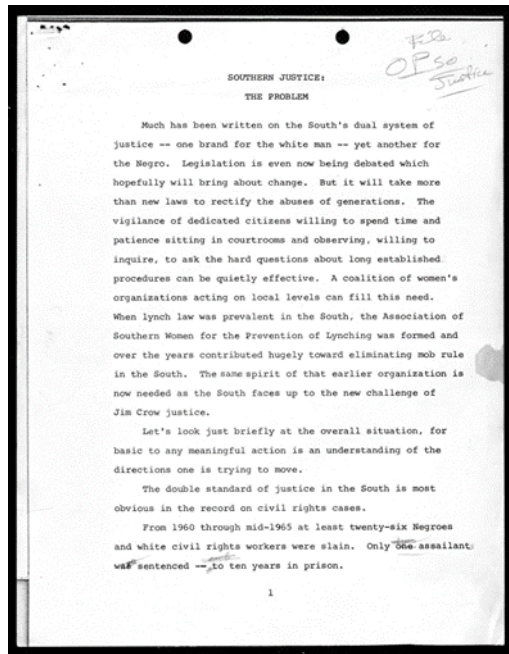 File
OP so
Justice
SOUTHERN JUSTICE:
THE PROBLEM
Much has been written on the South's dual system of
justice -- one brand for the white man -- yet another for
the Negro. Legislation is even now being debated which
hopefully will bring about change. But it will take more
than new laws to rectify the abuses of generations. The
vigilance of dedicated citizens willing to spend time and
patience sitting in courtrooms and observing, willing to
inquire, to ask the hard questions about long established
procedures can be quietly effective. A coalition of women's
organizations acting on local levels can fill this need.
When lynch law was prevalent in the South, the Association of
Southern Women for the Prevention of Lynching was formed and
over the years contributed hugely toward eliminating mob rule
in the South. The same spirit of that earlier organization is
now needed as the South faces up to the new challenge of
Jim Crow justice.
Let's look just briefly at the overall situation, for
basic to any meaningful action is an understanding of the
directions one is trying to move.
The double standard of justice in the South is most
obvious in the record on civil rights cases.
From 1960 through mid-1965 at least twenty-six Negroes
and white civil rights workers were slain. Only one assailant
was sentenced -- to ten years in prison.
1